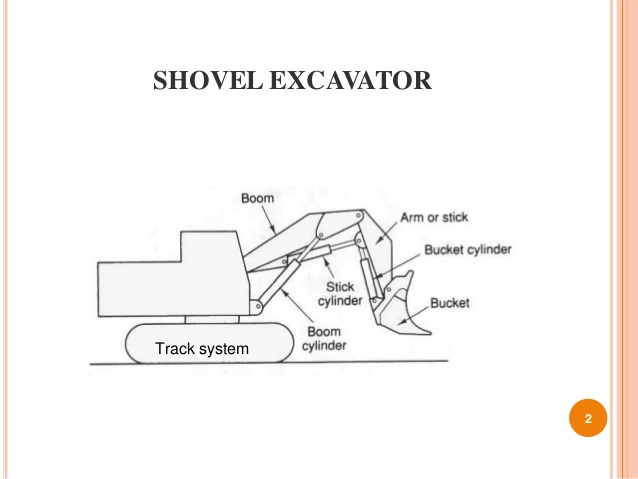 SHOVEL EXCAVATOR
Boom
Arm or stick
Bucket cylinder
Stick
cylinder
Bucket
Boom
cylinder
Track system
2